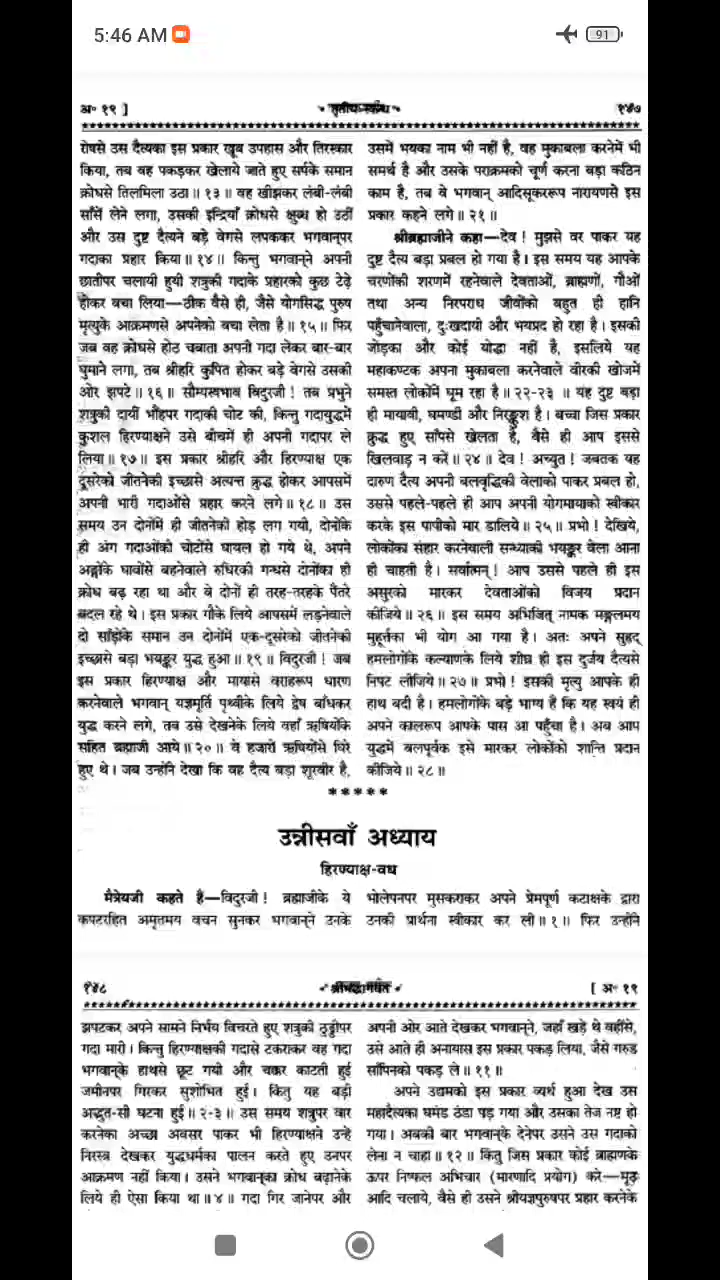 5:46 AM
91
अ॰ १९ ]
तृतीय-स्कन्ध
१४७
रोषसे उस दैत्यका इस प्रकार खूब उपहास और तिरस्कार
किया, तब वह पकड़कर खेलाये जाते हुए सर्पके समान
क्रोधसे तिलमिला उठा॥ १३॥ वह खीझकर लंबी-लंबी
साँसें लेने लगा, उसकी इन्द्रियाँ क्रोधसे क्षुब्ध हो उठीं
और उस दुष्ट दैत्यने बड़े वेगसे लपककर भगवान्‌पर
गदाका प्रहार किया॥ १४॥ किन्तु भगवान्‌ने अपनी
छातीपर चलायी हुयी शत्रुकी गदाके प्रहारको कुछ टेढ़े
होकर बचा लिया—ठीक वैसे ही, जैसे योगसिद्ध पुरुष
मृत्युके आक्रमणसे अपनेको बचा लेता है॥ १५॥ फिर
जब वह क्रोधसे होठ चबाता अपनी गदा लेकर बार-बार
घुमाने लगा, तब श्रीहरि कुपित होकर बड़े वेगसे उसकी
ओर झपटे॥ १६॥ सौम्यस्वभाव विदुरजी! तब प्रभुने
शत्रुकी दायीं भौंहपर गदाकी चोट की, किन्तु गदायुद्धमें
कुशल हिरण्याक्षने उसे बीचमें ही अपनी गदापर ले
लिया॥ १७॥ इस प्रकार श्रीहरि और हिरण्याक्ष एक
दूसरेको जीतनेकी इच्छासे अत्यन्त क्रुद्ध होकर आपसमें
अपनी भारी गदाओंसे प्रहार करने लगे॥ १८॥ उस
समय उन दोनोंमें ही जीतनेकी होड़ लग गयी, दोनोंके
ही अंग गदाओंकी चोटोंसे घायल हो गये थे, अपने
अङ्गोंके घावोंसे बहनेवाले रुधिरकी गन्धसे दोनोंका ही
क्रोध बढ़ रहा था और वे दोनों ही तरह-तरहके पैंतरे
बदल रहे थे। इस प्रकार गौके लिये आपसमें लड़नेवाले
दो साँड़ोंके समान उन दोनोंमें एक-दूसरेको जीतनेकी
इच्छासे बड़ा भयङ्कर युद्ध हुआ॥ १९॥ विदुरजी! जब
इस प्रकार हिरण्याक्ष और मायासे वराहरूप धारण
करनेवाले भगवान् यज्ञमूर्ति पृथ्वीके लिये द्वेष बाँधकर
युद्ध करने लगे, तब उसे देखनेके लिये वहाँ ऋषियोंके
सहित ब्रह्माजी आये॥ २०॥ वे हजारों ऋषियोंसे घिरे
हुए थे। जब उन्होंने देखा कि वह दैत्य बड़ा शूरवीर है,
उसमें भयका नाम भी नहीं है, वह मुकाबला करनेमें भी
समर्थ है और उसके पराक्रमको चूर्ण करना बड़ा कठिन
काम है, तब वे भगवान् आदिसूकररूप नारायणसे इस
प्रकार कहने लगे॥ २१॥
श्रीब्रह्माजीने कहा—देव! मुझसे वर पाकर यह
दुष्ट दैत्य बड़ा प्रबल हो गया है। इस समय यह आपके
चरणोंकी शरणमें रहनेवाले देवताओं, ब्राह्मणों, गौओं
तथा अन्य निरपराध जीवोंको बहुत ही हानि
पहुँचानेवाला, दुःखदायी और भयप्रद हो रहा है। इसकी
जोड़का और कोई योद्धा नहीं है, इसलिये यह
महाकण्टक अपना मुकाबला करनेवाले वीरकी खोजमें
समस्त लोकोंमें घूम रहा है॥ २२-२३॥ यह दुष्ट बड़ा
ही मायावी, घमण्डी और निरङ्कुश है। बच्चा जिस प्रकार
क्रुद्ध हुए साँपसे खेलता है, वैसे ही आप इससे
खिलवाड़ न करें॥ २४॥ देव! अच्युत! जबतक यह
दारुण दैत्य अपनी बलवृद्धिकी वेलाको पाकर प्रबल हो,
उससे पहले-पहले ही आप अपनी योगमायाको स्वीकार
करके इस पापीको मार डालिये॥ २५॥ प्रभो! देखिये,
लोकोंका संहार करनेवाली सन्ध्याकी भयङ्कर वेला आना
ही चाहती है। सर्वात्मन्! आप उससे पहले ही इस
असुरको मारकर देवताओंको विजय प्रदान
कीजिये॥ २६॥ इस समय अभिजित् नामक मङ्गलमय
मुहूर्त्तका भी योग आ गया है। अतः अपने सुहृद्
हमलोगोंके कल्याणके लिये शीघ्र ही इस दुर्जय दैत्यसे
निपट लीजिये॥ २७॥ प्रभो! इसकी मृत्यु आपके ही
हाथ बदी है। हमलोगोंके बड़े भाग्य हैं कि यह स्वयं ही
अपने कालरूप आपके पास आ पहुँचा है। अब आप
युद्धमें बलपूर्वक इसे मारकर लोकोंको शान्ति प्रदान
कीजिये॥ २८॥
*****
उन्नीसवाँ अध्याय
हिरण्याक्ष-वध
मैत्रेयजी कहते हैं—विदुरजी! ब्रह्माजीके ये
कपटरहित अमृतमय वचन सुनकर भगवान्‌ने उनके
भोलेपनपर मुसकराकर अपने प्रेमपूर्ण कटाक्षके द्वारा
उनकी प्रार्थना स्वीकार कर ली॥ १॥ फिर उन्होंने
१४८
श्रीमद्भागवत
[ अ॰ १९
झपटकर अपने सामने निर्भय विचरते हुए शत्रुकी ठुड्डीपर
गदा मारी। किन्तु हिरण्याक्षकी गदासे टकराकर वह गदा
भगवान्‌के हाथसे छूट गयी और चक्कर काटती हुई
जमीनपर गिरकर सुशोभित हुई। किंतु यह बड़ी
अद्भुत-सी घटना हुई॥ २-३॥ उस समय शत्रुपर वार
करनेका अच्छा अवसर पाकर भी हिरण्याक्षने उन्हें
निरस्त्र देखकर युद्धधर्मका पालन करते हुए उनपर
आक्रमण नहीं किया। उसने भगवान्‌का क्रोध बढ़ानेके
लिये ही ऐसा किया था॥ ४॥ गदा गिर जानेपर और
अपनी ओर आते देखकर भगवान्‌ने, जहाँ खड़े थे वहींसे,
उसे आते ही अनायास इस प्रकार पकड़ लिया, जैसे गरुड
साँपिनको पकड़ ले॥ ११॥
अपने उद्यमको इस प्रकार व्यर्थ हुआ देख उस
महादैत्यका घमंड ठंडा पड़ गया और उसका तेज नष्ट हो
गया। अबकी बार भगवान्‌के देनेपर उसने उस गदाको
लेना न चाहा॥ १२॥ किंतु जिस प्रकार कोई ब्राह्मणके
ऊपर निष्फल अभिचार (मारणादि प्रयोग) करे—मूठ
आदि चलाये, वैसे ही उसने श्रीयज्ञपुरुषपर प्रहार करनेके